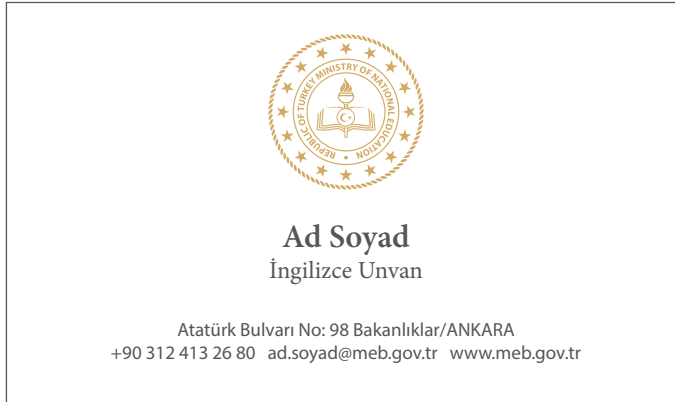 REPUBLIC OF TURKEY MINISTRY OF NATIONAL EDUCATION
Ad Soyad
İngilizce Unvan
Atatürk Bulvarı No: 98 Bakanlıklar/ANKARA
+90 312 413 26 80 ad.soyad@meb.gov.tr www.meb.gov.tr